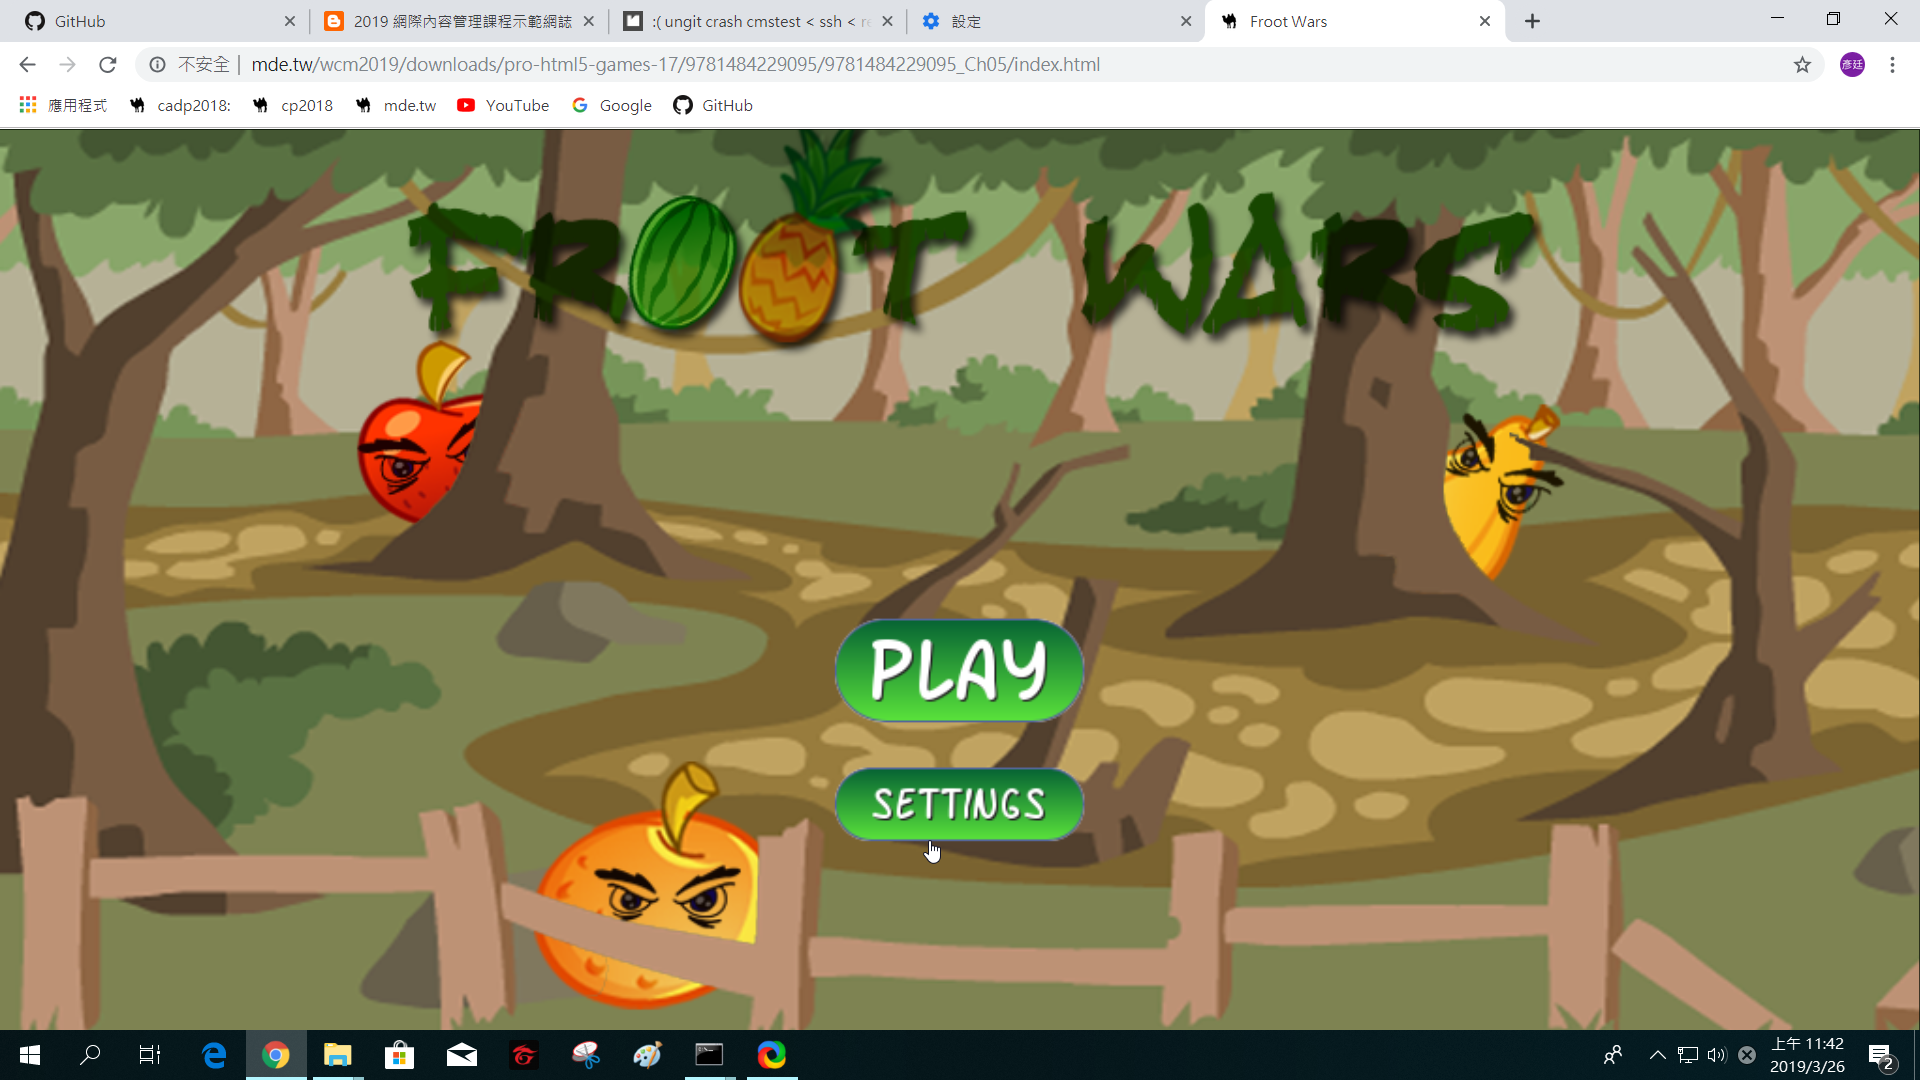 GitHub
2019 網際內容管理課程示範網誌
:( ungit crash cmstest < ssh < re
設定
Froot Wars
不安全 | mde.tw/wcm2019/downloads/pro-html5-games-17/9781484229095/9781484229095_Ch05/index.html
彥廷
應用程式
cadp2018:
cp2018
mde.tw
YouTube
Google
GitHub
FROOT WARS
PLAY
SETTINGS
上午 11:42
2019/3/26
2